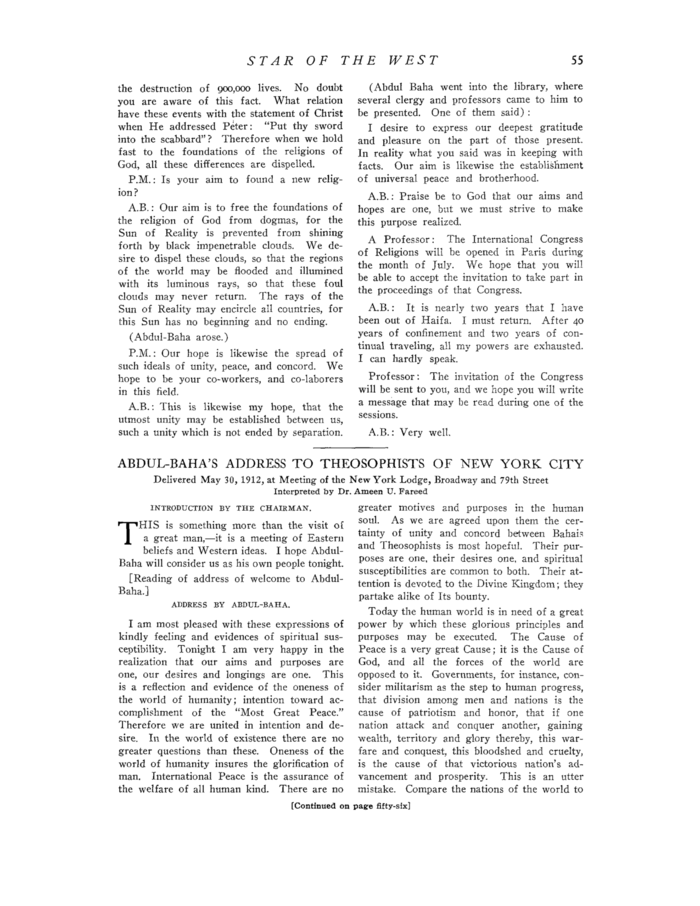 STAR OF THE WEST 55
the destruction of 900,000 lives. No doubt
you are aware of this fact. What relation
have these events with the statement of Christ
when He addressed Peter: "Put thy sword
into the scabbard"? Therefore when we hold
fast to the foundations of the religions of
God, all these differences are dispelled.
P.M.: Is your aim to found a new relig-
ion?
A.B.: Our aim is to free the foundations of
the religion of God from dogmas, for the
Sun of Reality is prevented from shining
forth by black impenetrable clouds. We de-
sire to dispel these clouds, so that the regions
of the world may be flooded and illumined
with its luminous rays, so that these foul
clouds may never return. The rays of the
Sun of Reality may encircle all countries, for
this Sun has no beginning and no ending.
(Abdul-Baha arose.)
P.M.: Our hope is likewise the spread of
such ideals of unity, peace, and concord. We
hope to be your co-workers, and co-laborers
in this field.
A.B.: This is likewise my hope, that the
utmost unity may be established between us,
such a unity which is not ended by separation.
(Abdul Baha went into the library, where
several clergy and professors came to him to
be presented. One of them said):
I desire to express our deepest gratitude
and pleasure on the part of those present.
In reality what you said was in keeping with
facts. Our aim is likewise the establishment
of universal peace and brotherhood.
A.B.: Praise be to God that our aims and
hopes are one, but we must strive to make
this purpose realized.
A Professor: The International Congress
of Religions will be opened in Paris during
the month of July. We hope that you will
be able to accept the invitation to take part in
the proceedings of that Congress.
A.B.: It is nearly two years that I have
been out of Haifa. I must return. After 40
years of confinement and two years of con-
tinual traveling, all my powers are exhausted.
I can hardly speak.
Professor: The invitation of the Congress
will be sent to you, and we hope you will write
a message that may be read during one of the
sessions.
A.B.: Very well.
ABDUL-BAHA'S ADDRESS TO THEOSOPHISTS OF NEW YORK CITY
Delivered May 30, 1912, at Meeting of the New York Lodge, Broadway and 79th Street
Interpreted by Dr. Ameen U. Fareed
INTRODUCTION BY THE CHAIRMAN.
THIS is something more than the visit of
a great man,—it is a meeting of Eastern
beliefs and Western ideas. I hope Abdul-
Baha will consider us as his own people tonight.
[Reading of address of welcome to Abdul-
Baha.]
ADDRESS BY ABDUL-BAHA.
I am most pleased with these expressions of
kindly feeling and evidences of spiritual sus-
ceptibility. Tonight I am very happy in the
realization that our aims and purposes are
one, our desires and longings are one. This
is a reflection and evidence of the oneness of
the world of humanity; intention toward ac-
complishment of the "Most Great Peace."
Therefore we are united in intention and de-
sire. In the world of existence there are no
greater questions than these. Oneness of the
world of humanity insures the glorification of
man. International Peace is the assurance of
the welfare of all human kind. There are no
greater motives and purposes in the human
soul. As we are agreed upon them the cer-
tainty of unity and concord between Bahais
and Theosophists is most hopeful. Their pur-
poses are one, their desires one, and spiritual
susceptibilities are common to both. Their at-
tention is devoted to the Divine Kingdom; they
partake alike of Its bounty.
Today the human world is in need of a great
power by which these glorious principles and
purposes may be executed. The Cause of
Peace is a very great Cause; it is the Cause of
God, and all the forces of the world are
opposed to it. Governments, for instance, con-
sider militarism as the step to human progress,
that division among men and nations is the
cause of patriotism and honor, that if one
nation attack and conquer another, gaining
wealth, territory and glory thereby, this war-
fare and conquest, this bloodshed and cruelty,
is the cause of that victorious nation's ad-
vancement and prosperity. This is an utter
mistake. Compare the nations of the world to
[Continued on page fifty-six]